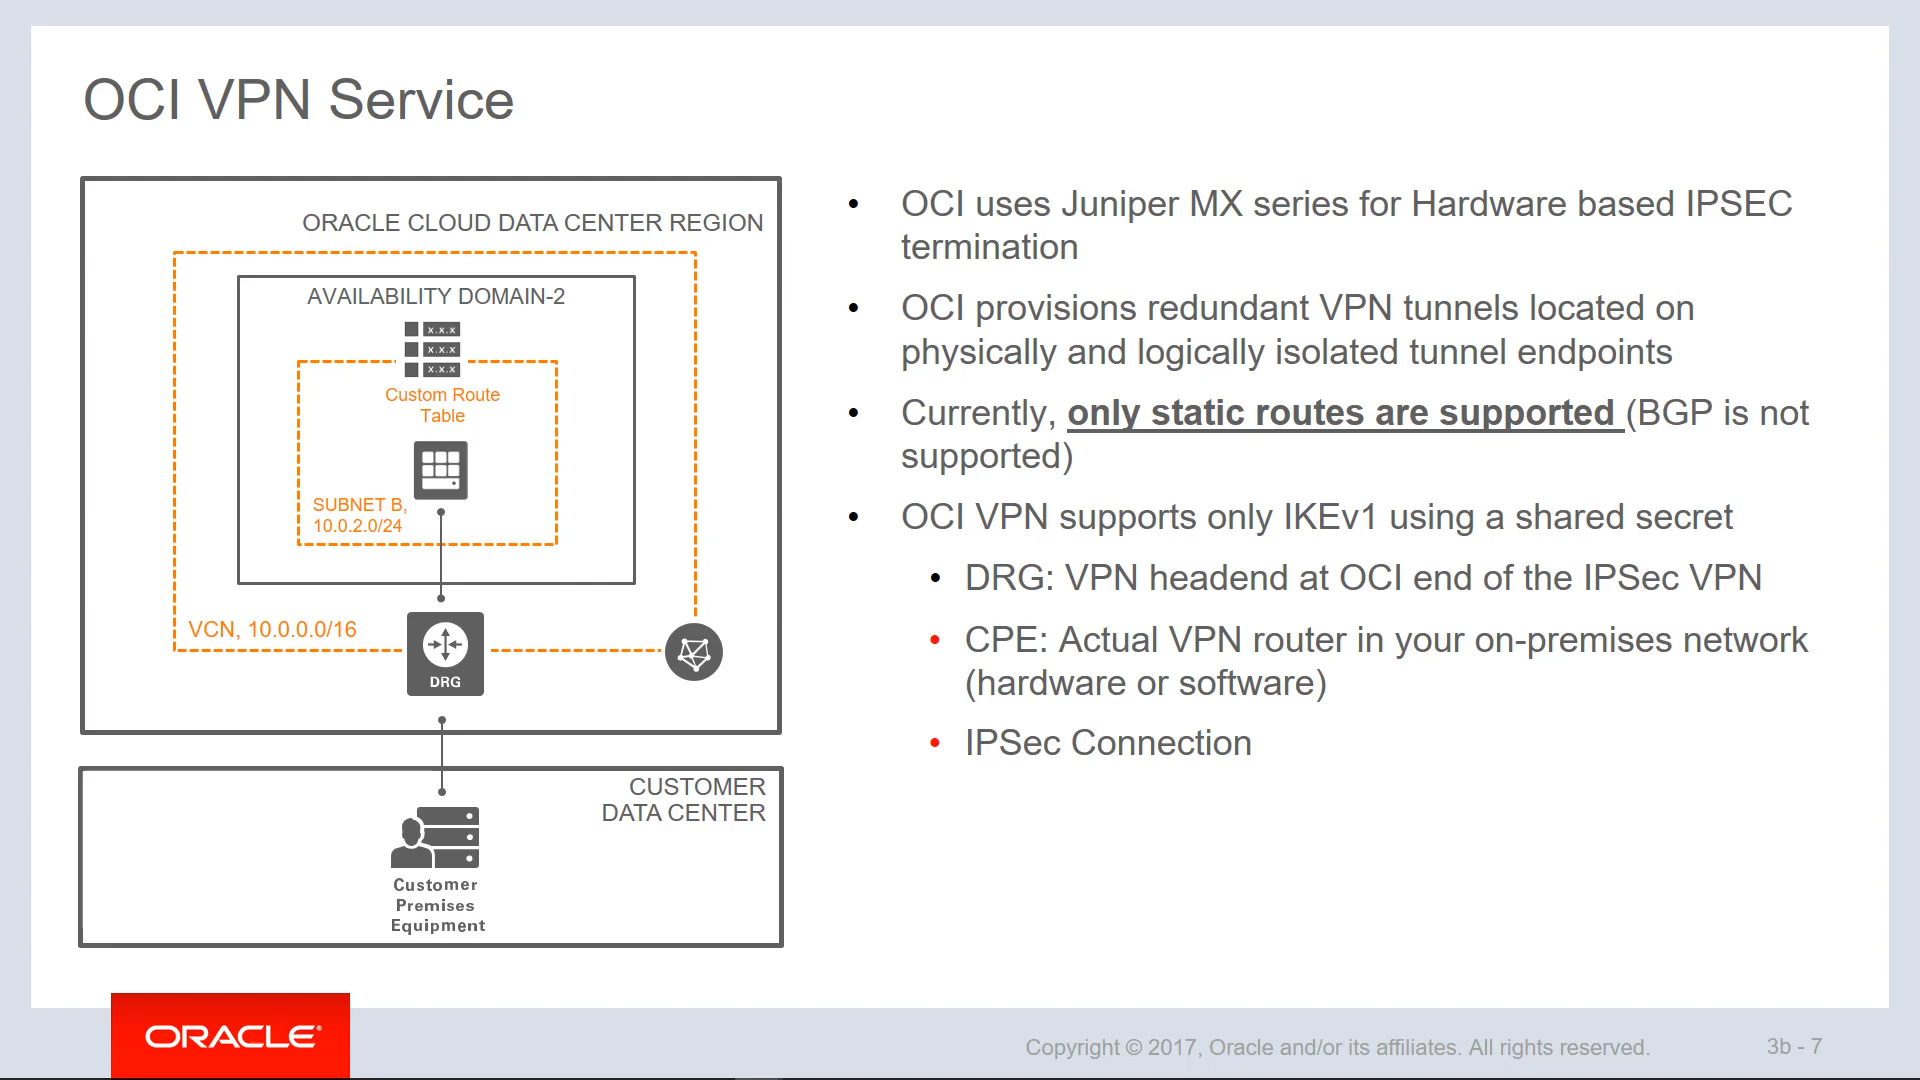 OCI VPN Service
ORACLE CLOUD DATA CENTER REGION
AVAILABILITY DOMAIN-2
x.x.x
x.x.x
x.x.x
Custom Route
Table
SUBNET B,
10.0.2.0/24
VCN, 10.0.0.0/16
DRG
CUSTOMER
DATA CENTER
Customer
Premises
Equipment
• OCI uses Juniper MX series for Hardware based IPSEC
termination
• OCI provisions redundant VPN tunnels located on
physically and logically isolated tunnel endpoints
• Currently, only static routes are supported (BGP is not
supported)
• OCI VPN supports only IKEv1 using a shared secret
• DRG: VPN headend at OCI end of the IPSec VPN
• CPE: Actual VPN router in your on-premises network
(hardware or software)
• IPSec Connection
ORACLE®
Copyright © 2017, Oracle and/or its affiliates. All rights reserved.
3b - 7